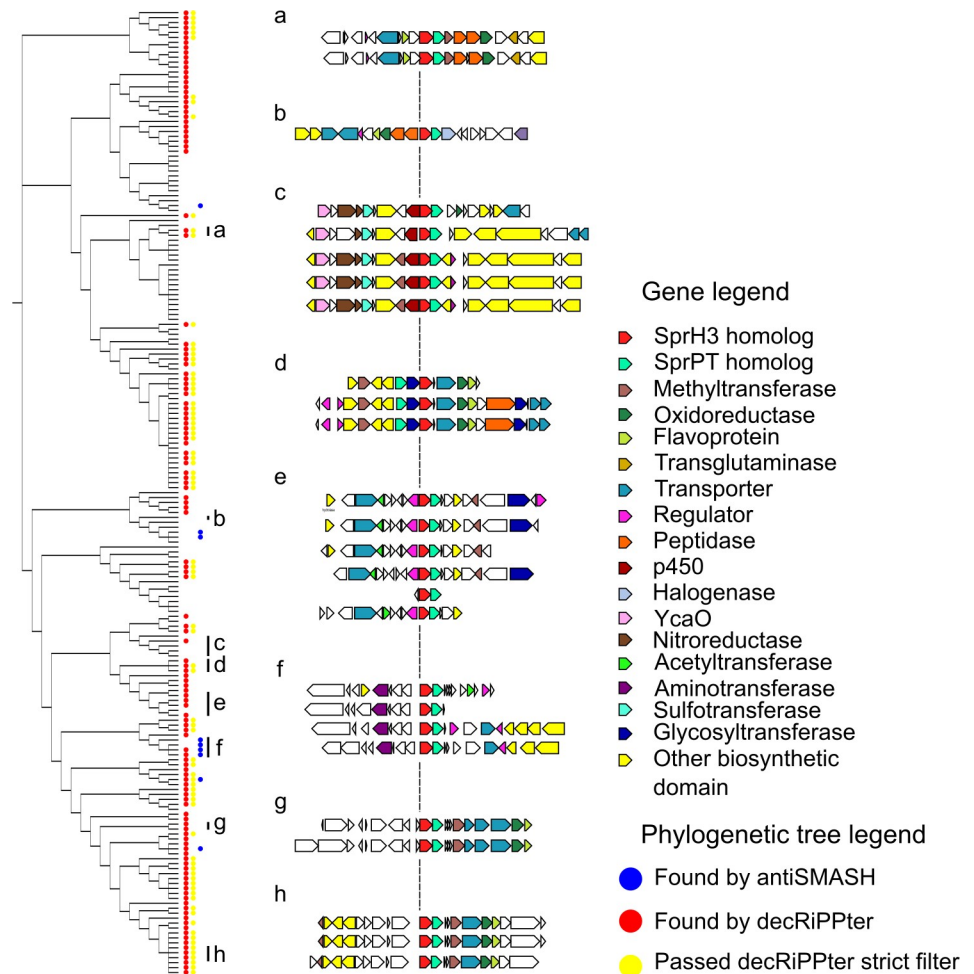 a
b
c
d
e
f
g
h
a
b
c
d
e
f
g
h
Gene legend
SprH3 homolog
SprPT homolog
Methyltransferase
Oxidoreductase
Flavoprotein
Transglutaminase
Transporter
Regulator
Peptidase
p450
Halogenase
YcaO
Nitroreductase
Acetyltransferase
Aminotransferase
Sulfotransferase
Glycosyltransferase
Other biosynthetic
domain
Phylogenetic tree legend
Found by antiSMASH
Found by decRiPPter
Passed decRiPPter strict filter